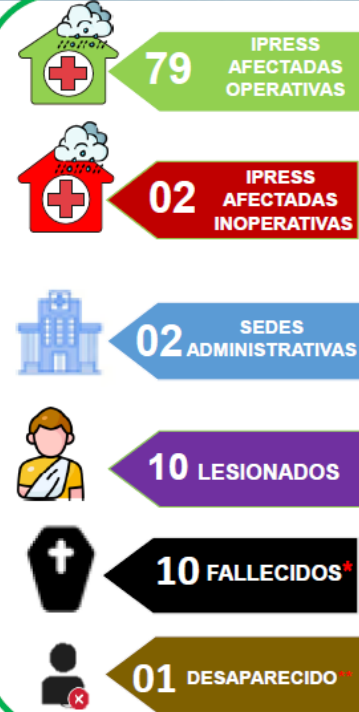 79
IPRESS
AFECTADAS
OPERATIVAS
02
IPRESS
AFECTADAS
INOPERATIVAS
02
SEDES
ADMINISTRATIVAS
10 LESIONADOS
10 FALLECIDOS*
01 DESAPARECIDO**